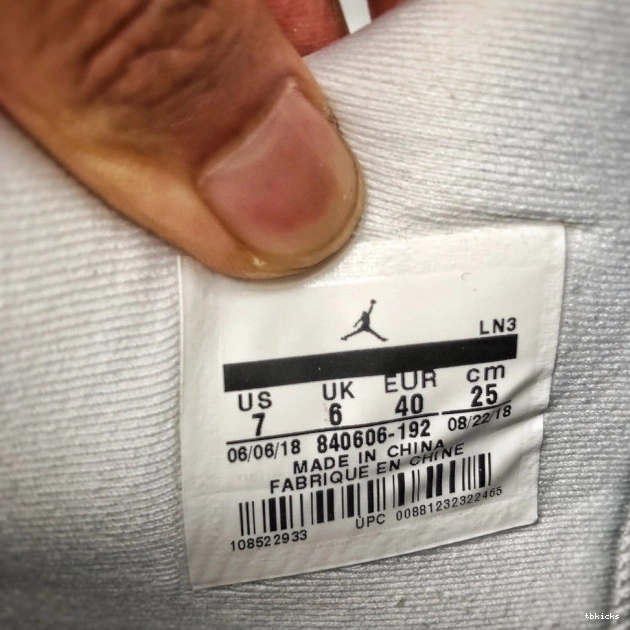 LN3
US UK EUR cm
7 6 40 25
06/06/18 840606-192 08/22/18
MADE IN CHINA
FABRIQUE EN CHINE
UPC 00881232322465
108522933
tbkicks